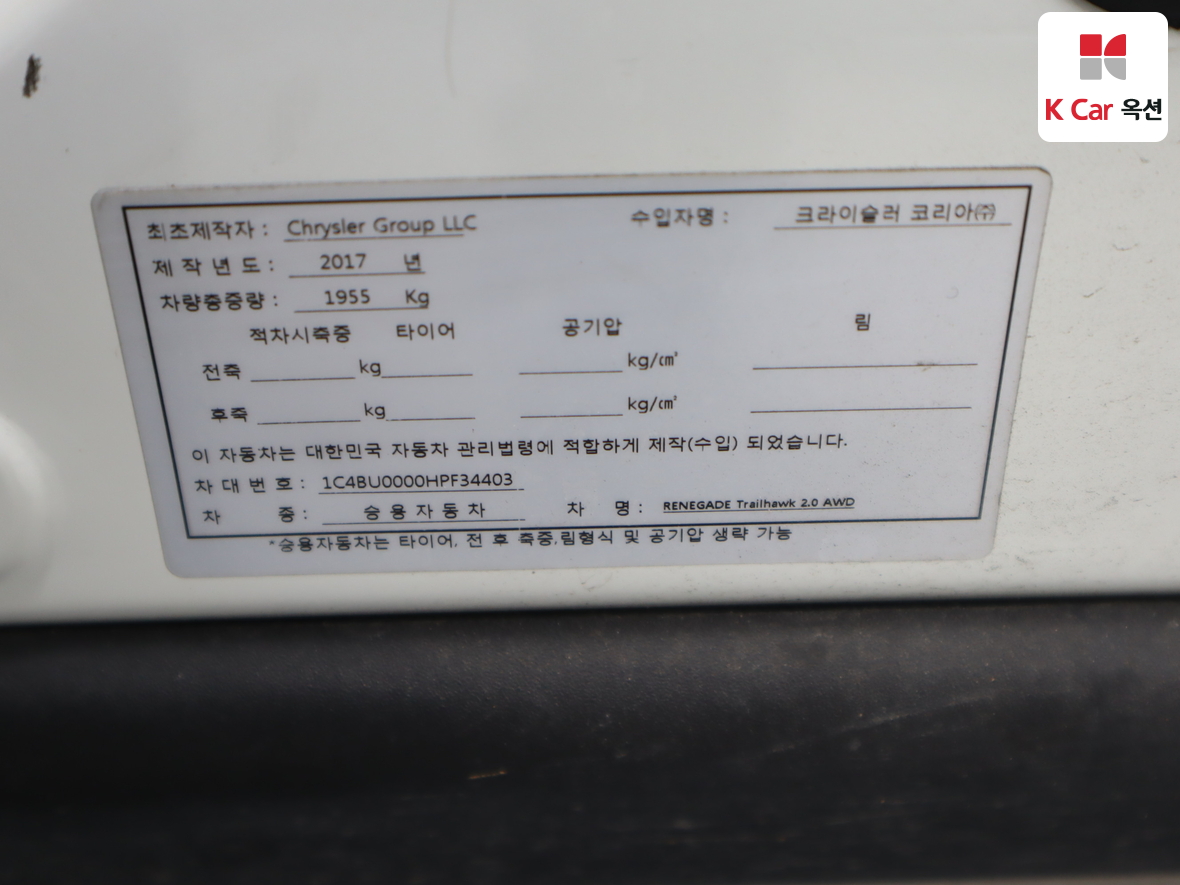 K Car 옥션
최초제작자 : Chrysler Group LLC 수입자명 : 크라이슬러 코리아㈜
제 작 년 도 : 2017 년
차량총중량 : 1955 Kg
적차시축중 타이어 공기압 림
전축 kg kg/㎠
후축 kg kg/㎠
이 자동차는 대한민국 자동차 관리법령에 적합하게 제작(수입) 되었습니다.
차 대 번 호 : 1C4BU0000HPF34403
차 종 : 승 용 자 동 차 차 명 : RENEGADE Trailhawk 2.0 AWD
*승용자동차는 타이어, 전 후 축중,림형식 및 공기압 생략 가능